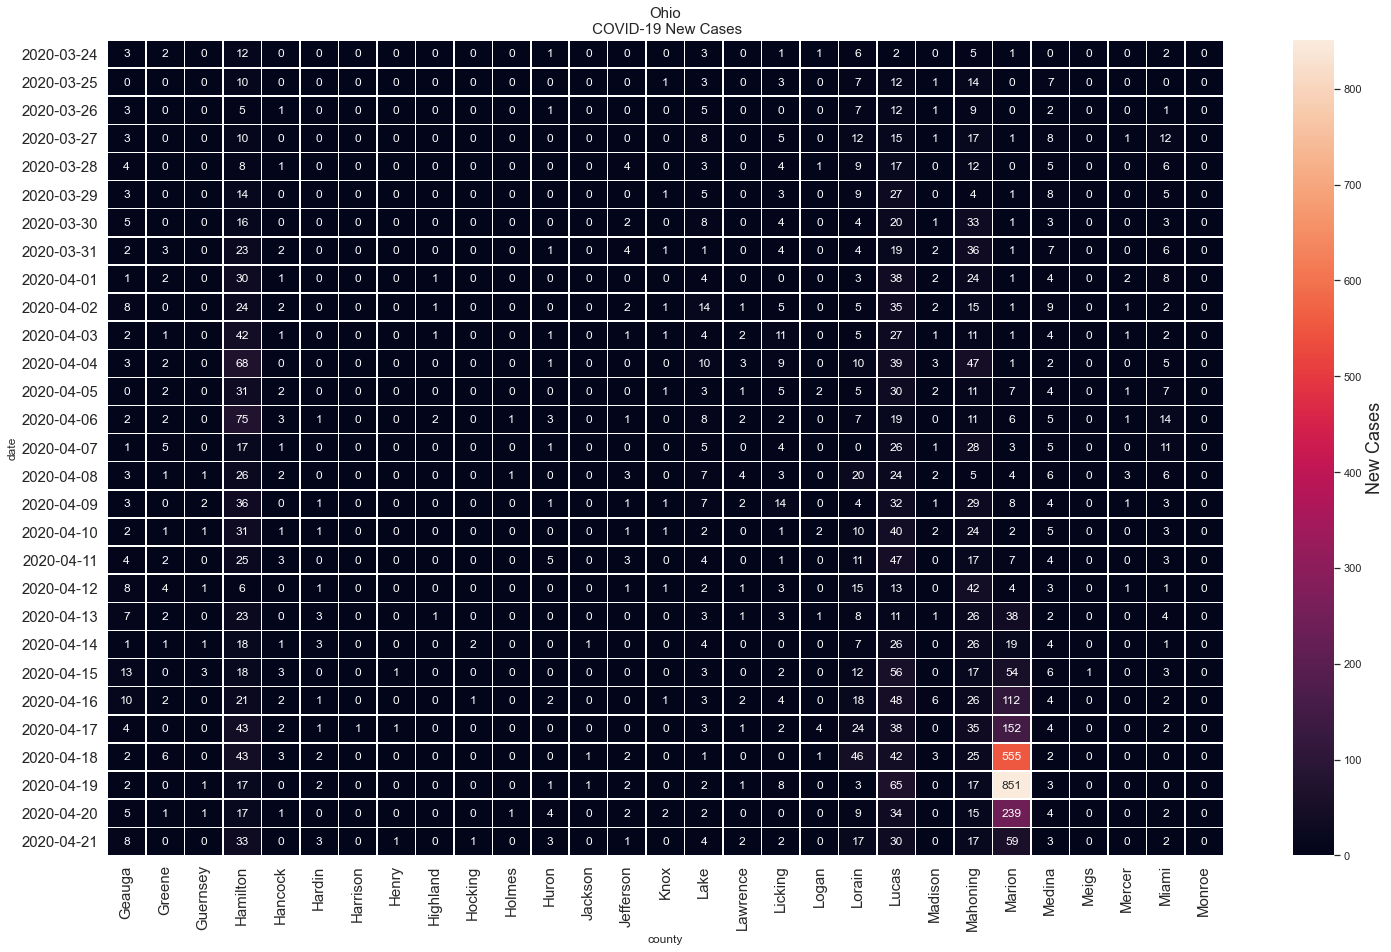 Ohio
COVID-19 New Cases
2020-03-24 3 2 0 12 0 0 0 0 0 0 0 1 0 0 0 3 0 1 1 6 2 0 5 1 0 0 0 2 0
2020-03-25 0 0 0 10 0 0 0 0 0 0 0 0 0 0 1 3 0 3 0 7 12 1 14 0 7 0 0 0 0
2020-03-26 3 0 0 5 1 0 0 0 0 0 0 1 0 0 0 5 0 0 0 7 12 1 9 0 2 0 0 1 0
2020-03-27 3 0 0 10 0 0 0 0 0 0 0 0 0 0 0 8 0 5 0 12 15 1 17 1 8 0 1 12 0
2020-03-28 4 0 0 8 1 0 0 0 0 0 0 0 0 4 0 3 0 4 1 9 17 0 12 0 5 0 0 6 0
2020-03-29 3 0 0 14 0 0 0 0 0 0 0 0 0 0 1 5 0 3 0 9 27 0 4 1 8 0 0 5 0
2020-03-30 5 0 0 16 0 0 0 0 0 0 0 0 0 2 0 8 0 4 0 4 20 1 33 1 3 0 0 3 0
2020-03-31 2 3 0 23 2 0 0 0 0 0 0 1 0 4 1 1 0 4 0 4 19 2 36 1 7 0 0 6 0
2020-04-01 1 2 0 30 1 0 0 0 1 0 0 0 0 0 0 4 0 0 0 3 38 2 24 1 4 0 2 8 0
2020-04-02 8 0 0 24 2 0 0 0 1 0 0 0 0 2 1 14 1 5 0 5 35 2 15 1 9 0 1 2 0
2020-04-03 2 1 0 42 1 0 0 0 1 0 0 1 0 1 1 4 2 11 0 5 27 1 11 1 4 0 1 2 0
2020-04-04 3 2 0 68 0 0 0 0 0 0 0 1 0 0 0 10 3 9 0 10 39 3 47 1 2 0 0 5 0
2020-04-05 0 2 0 31 2 0 0 0 0 0 0 0 0 0 1 3 1 5 2 5 30 2 11 7 4 0 1 7 0
2020-04-06 2 2 0 75 3 1 0 0 2 0 1 3 0 1 0 8 2 2 0 7 19 0 11 6 5 0 1 14 0
2020-04-07 1 5 0 17 1 0 0 0 0 0 0 1 0 0 0 5 0 4 0 0 26 1 28 3 5 0 0 11 0
2020-04-08 3 1 1 26 2 0 0 0 0 0 1 0 0 3 0 7 4 3 0 20 24 2 5 4 6 0 3 6 0
2020-04-09 3 0 2 36 0 1 0 0 0 0 0 1 0 1 1 7 2 14 0 4 32 1 29 8 4 0 1 3 0
2020-04-10 2 1 1 31 1 1 0 0 0 0 0 0 0 1 1 2 0 1 2 10 40 2 24 2 5 0 0 3 0
2020-04-11 4 2 0 25 3 0 0 0 0 0 0 5 0 3 0 4 0 1 0 11 47 0 17 7 4 0 0 3 0
2020-04-12 8 4 1 6 0 1 0 0 0 0 0 0 0 1 1 2 1 3 0 15 13 0 42 4 3 0 1 1 0
2020-04-13 7 2 0 23 0 3 0 0 1 0 0 0 0 0 0 3 1 3 1 8 11 1 26 38 2 0 0 4 0
2020-04-14 1 1 1 18 1 3 0 0 0 2 0 0 1 0 0 4 0 0 0 7 26 0 26 19 4 0 0 1 0
2020-04-15 13 0 3 18 3 0 0 1 0 0 0 0 0 0 0 3 0 2 0 12 56 0 17 54 6 1 0 3 0
2020-04-16 10 2 0 21 2 1 0 0 0 1 0 2 0 0 1 3 2 4 0 18 48 6 26 112 4 0 0 2 0
2020-04-17 4 0 0 43 2 1 1 1 0 0 0 0 0 0 0 3 1 2 4 24 38 0 35 152 4 0 0 2 0
2020-04-18 2 6 0 43 3 2 0 0 0 0 0 0 1 2 0 1 0 0 1 46 42 3 25 555 2 0 0 0 0
2020-04-19 2 0 1 17 0 2 0 0 0 0 0 1 1 2 0 2 1 8 0 3 65 0 17 851 3 0 0 0 0
2020-04-20 5 1 1 17 1 0 0 0 0 0 1 4 0 2 2 2 0 0 0 9 34 0 15 239 4 0 0 2 0
2020-04-21 8 0 0 33 0 3 0 1 0 1 0 3 0 1 0 4 2 2 0 17 30 0 17 59 3 0 0 2 0
date
Geauga Greene Guernsey Hamilton Hancock Hardin Harrison Henry Highland Hocking Holmes Huron Jackson Jefferson Knox Lake Lawrence Licking Logan Lorain Lucas Madison Mahoning Marion Medina Meigs Mercer Miami Monroe
county
800
700
600
500
400
300
200
100
0
New Cases